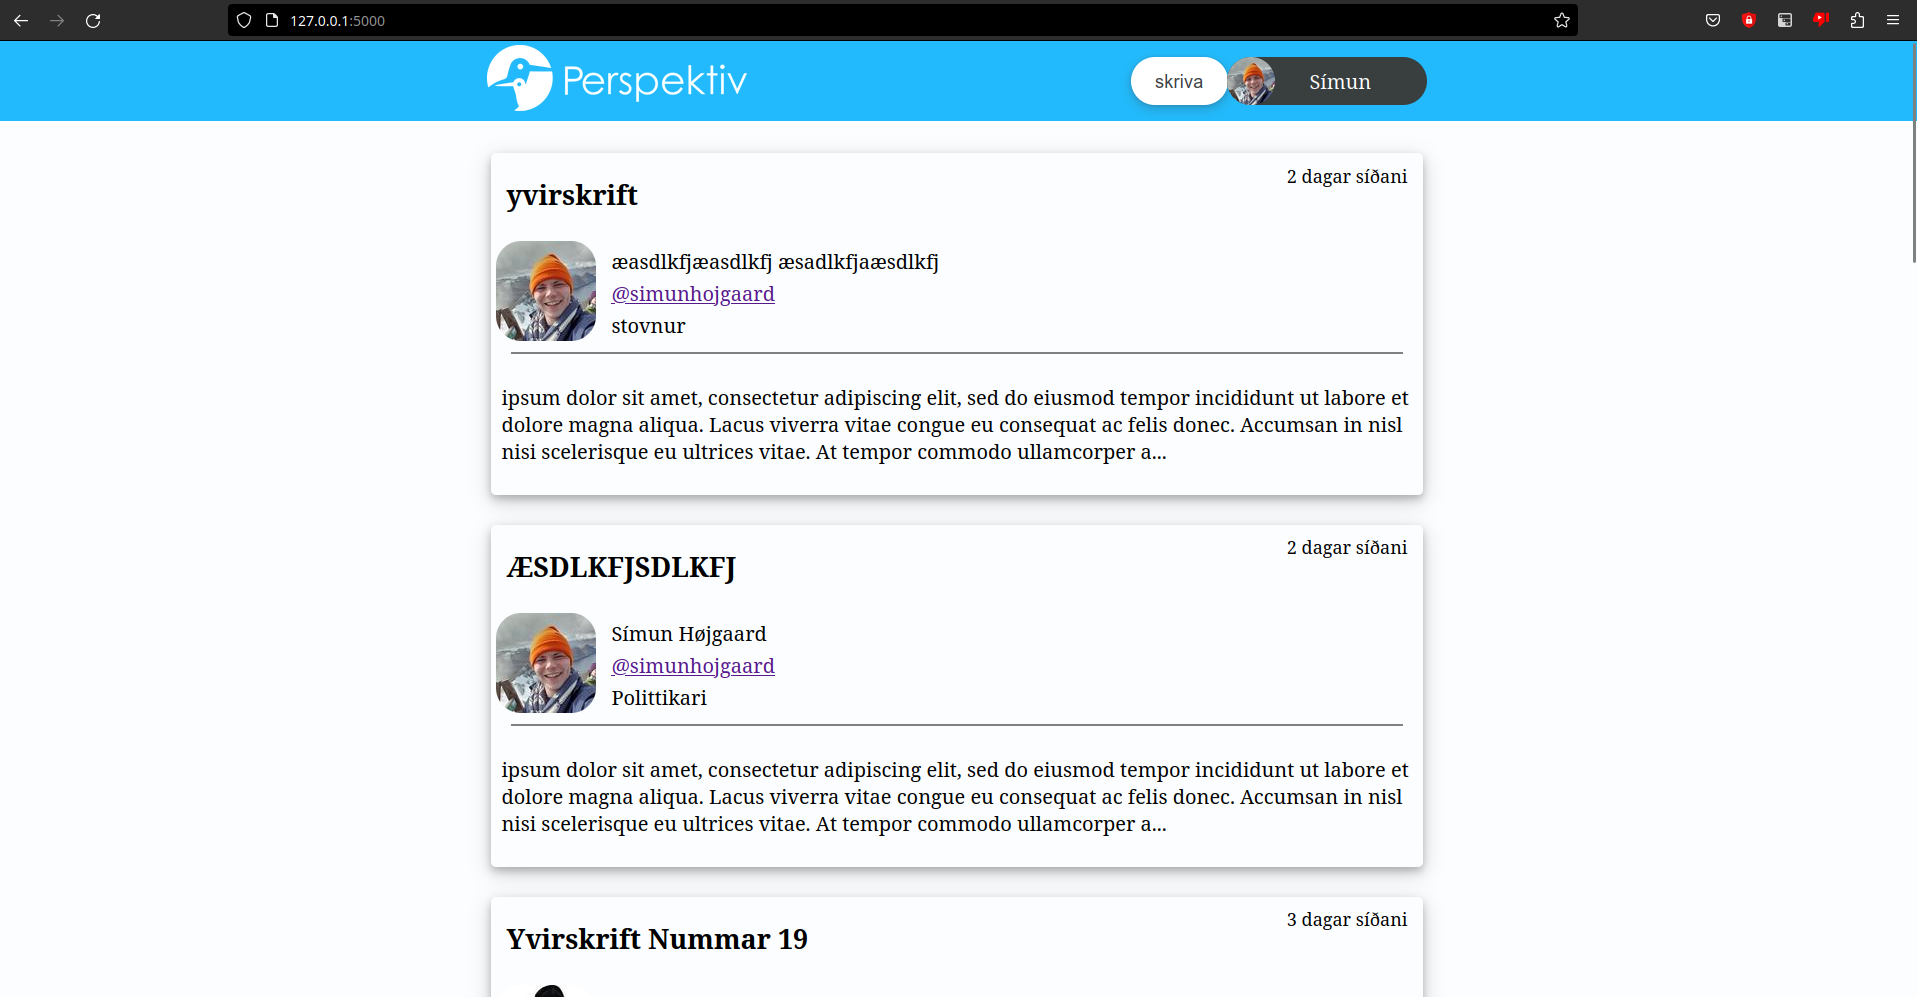 127.0.0.1:5000
Perspektiv
skriva
Símun
2 dagar síðani
yvirskrift
æasdlkfjæasdlkfj æsadlkfjaæsdlkfj
@simunhojgaard
stovnur
ipsum dolor sit amet, consectetur adipiscing elit, sed do eiusmod tempor incididunt ut labore et
dolore magna aliqua. Lacus viverra vitae congue eu consequat ac felis donec. Accumsan in nisl
nisi scelerisque eu ultrices vitae. At tempor commodo ullamcorper a...
2 dagar síðani
ÆSDLKFJSDLKFJ
Símun Højgaard
@simunhojgaard
Polittikari
ipsum dolor sit amet, consectetur adipiscing elit, sed do eiusmod tempor incididunt ut labore et
dolore magna aliqua. Lacus viverra vitae congue eu consequat ac felis donec. Accumsan in nisl
nisi scelerisque eu ultrices vitae. At tempor commodo ullamcorper a...
3 dagar síðani
Yvirskrift Nummar 19